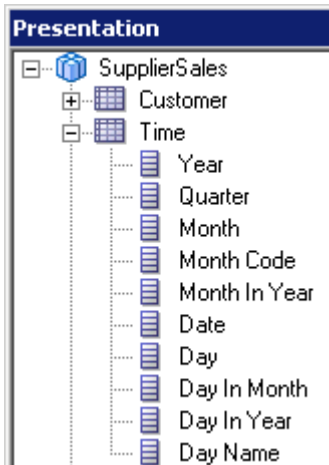 Presentation
SupplierSales
Customer
Time
Year
Quarter
Month
Month Code
Month In Year
Date
Day
Day In Month
Day In Year
Day Name